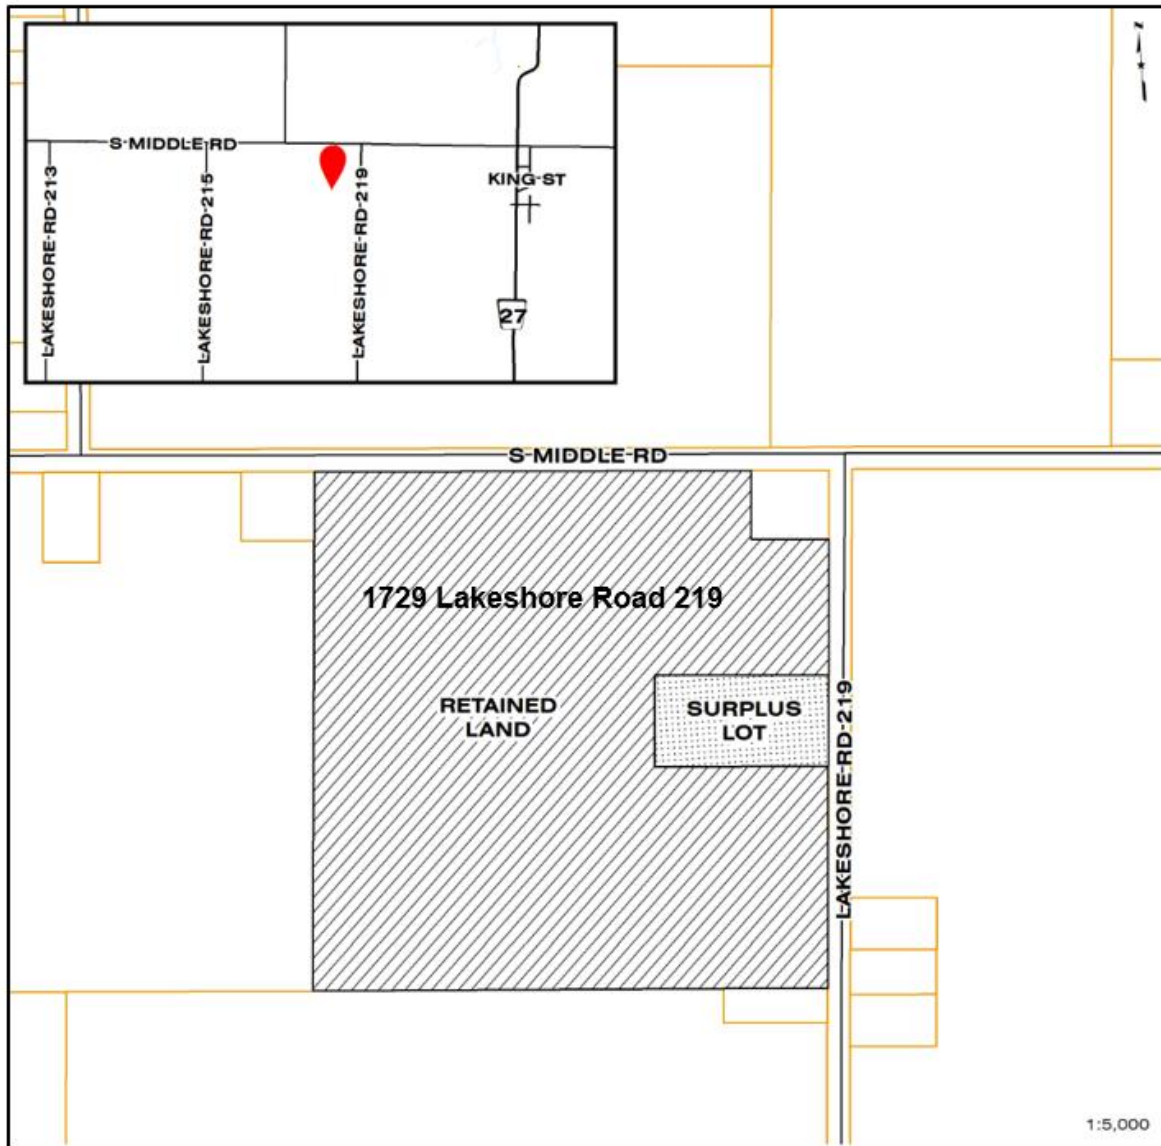 S MIDDLE RD
LAKESHORE RD 213
LAKESHORE RD 215
LAKESHORE RD 219
KING ST
27
N
S MIDDLE RD
1729 Lakeshore Road 219
RETAINED
LAND
SURPLUS
LOT
LAKESHORE RD 219
1:5,000